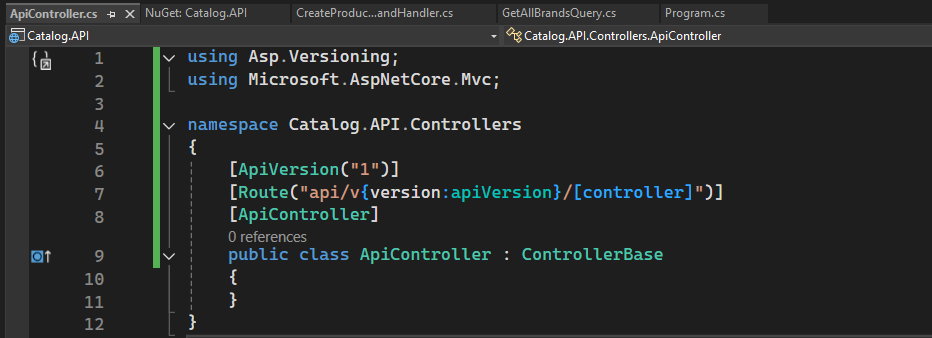 ApiController.cs NuGet: Catalog.API CreateProduc...andHandler.cs GetAllBrandsQuery.cs Program.cs
Catalog.API Catalog.API.Controllers.ApiController
1 using Asp.Versioning;
2 using Microsoft.AspNetCore.Mvc;
3
4 namespace Catalog.API.Controllers
5 {
6 [ApiVersion("1")]
7 [Route("api/v{version:apiVersion}/[controller]")]
8 [ApiController]
0 references
9 public class ApiController : ControllerBase
10 {
11 }
12 }